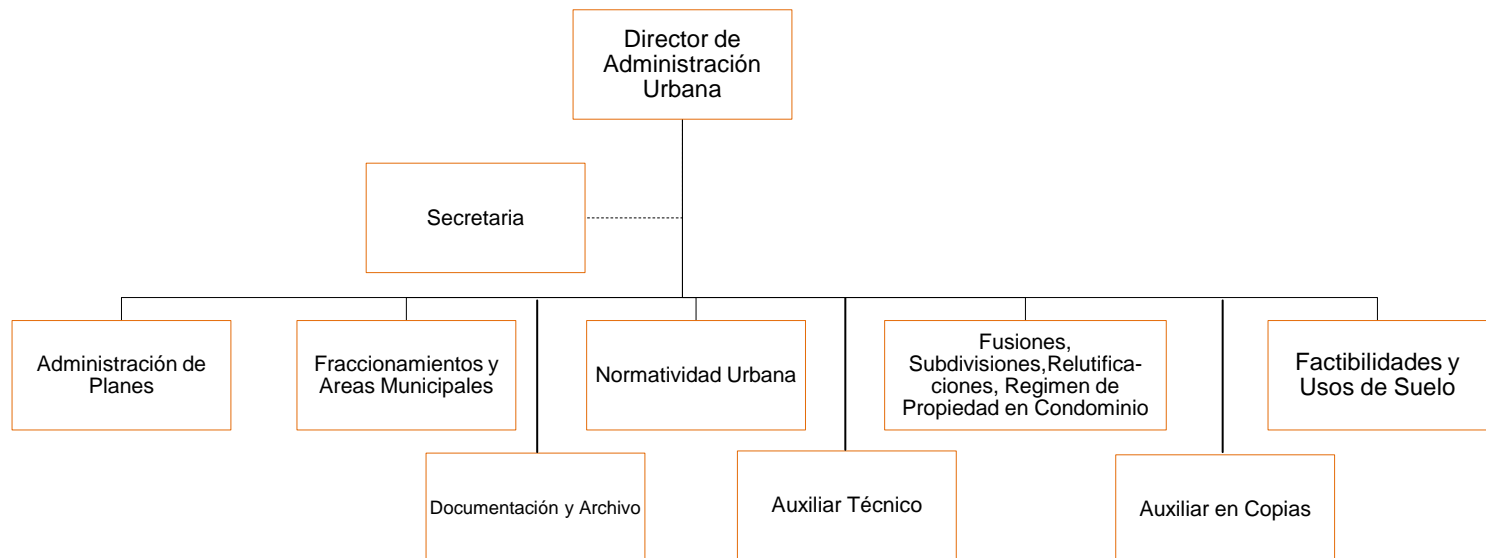 Director de
Administración
Urbana
Secretaria
Administración de
Planes
Fraccionamientos y
Areas Municipales
Normatividad Urbana
Fusiones,
Subdivisiones,Relutifica-
ciones, Regimen de
Propiedad en Condominio
Factibilidades y
Usos de Suelo
Documentación y Archivo
Auxiliar Técnico
Auxiliar en Copias